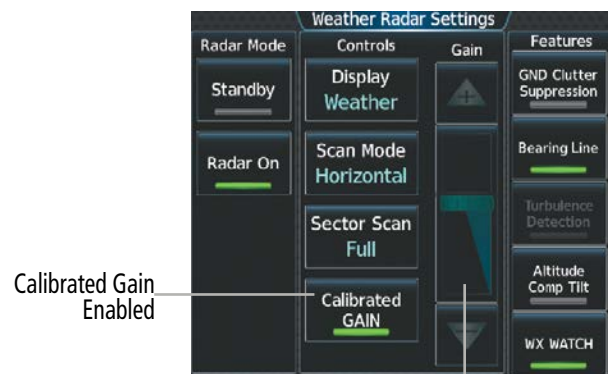 Weather Radar Settings
Radar Mode
Standby
Radar On
Controls
Display
Weather
Scan Mode
Horizontal
Sector Scan
Full
Calibrated
GAIN
Gain
+
Features
GND Clutter
Suppression
Bearing Line
Turbulence
Detection
Altitude
Comp Tilt
WX WATCH
Calibrated Gain
Enabled